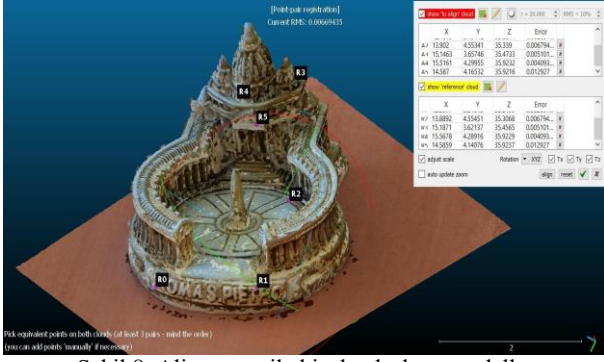 [Point-pair registration]
Current RMS: 0.00669435
show 'to align' cloud
X Y Z Error
A2 13.902 4.55341 35.339 0.006794...
A3 15.1463 3.65746 35.4733 0.005101...
A4 15.5161 4.29955 35.9232 0.004093...
A5 14.587 4.16532 35.9216 0.012927
show 'reference' cloud
X Y Z Error
R2 13.8892 4.55451 35.3068 0.006794...
R3 15.1871 3.62137 35.4565 0.005101...
R4 15.5678 4.28916 35.9229 0.004093...
R5 14.5859 4.14076 35.9237 0.012927
adjust scale Rotation XYZ Tx Ty Tz
auto update zoom align reset
R3
R4
R5
R2
R0
R1
Pick equivalent points on both clouds (at least 3 pairs - mind the order)
(you can add points 'manually' if necessary)
2